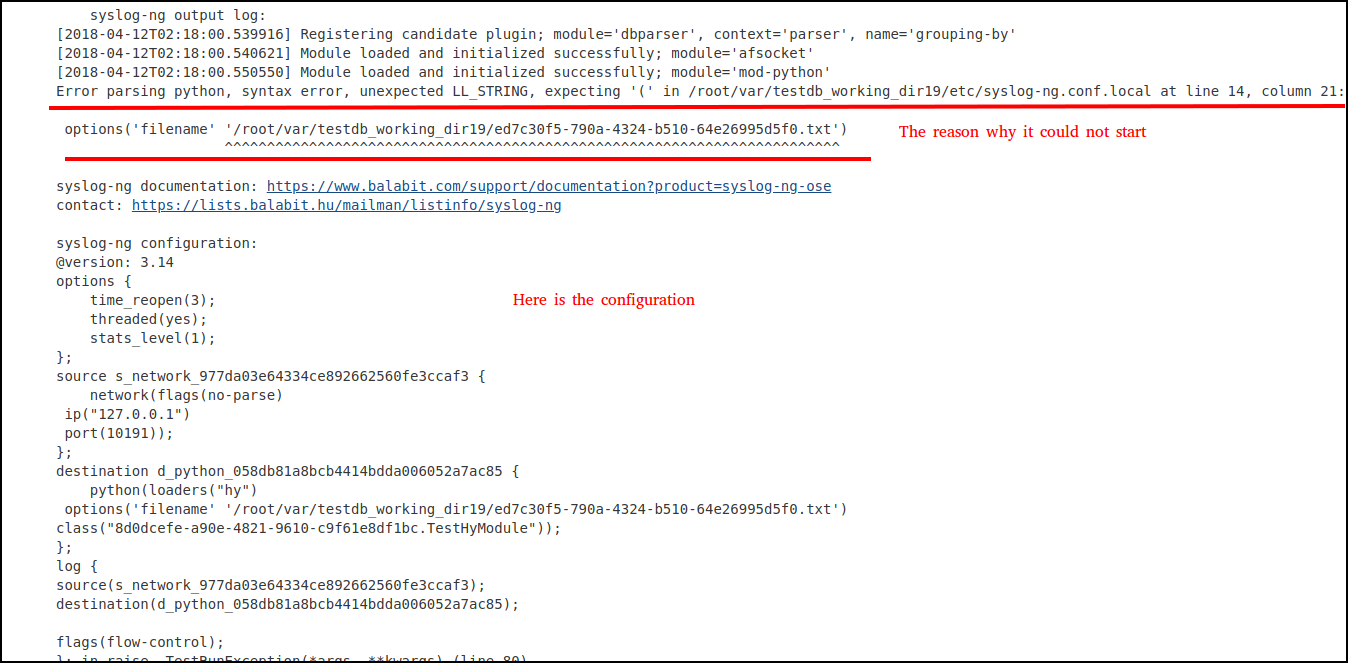 syslog-ng output log:
[2018-04-12T02:18:00.539916] Registering candidate plugin; module='dbparser', context='parser', name='grouping-by'
[2018-04-12T02:18:00.540621] Module loaded and initialized successfully; module='afsocket'
[2018-04-12T02:18:00.550550] Module loaded and initialized successfully; module='mod-python'
Error parsing python, syntax error, unexpected LL_STRING, expecting '(' in /root/var/testdb_working_dir19/etc/syslog-ng.conf.local at line 14, column 21:
options('filename' '/root/var/testdb_working_dir19/ed7c30f5-790a-4324-b510-64e26995d5f0.txt')
The reason why it could not start
^^^^^^^^^^^^^^^^^^^^^^^^^^^^^^^^^^^^^^^^^^^^^^^^^^^^^^^^^^^^^^^^^^^^^^^^^
syslog-ng documentation: https://www.balabit.com/support/documentation?product=syslog-ng-ose
contact: https://lists.balabit.hu/mailman/listinfo/syslog-ng
syslog-ng configuration:
@version: 3.14
options {
time_reopen(3);
Here is the configuration
threaded(yes);
stats_level(1);
};
source s_network_977da03e64334ce892662560fe3ccaf3 {
network(flags(no-parse)
ip("127.0.0.1")
port(10191));
};
destination d_python_058db81a8bcb4414bdda006052a7ac85 {
python(loaders("hy")
options('filename' '/root/var/testdb_working_dir19/ed7c30f5-790a-4324-b510-64e26995d5f0.txt')
class("8d0dcefe-a90e-4821-9610-c9f61e8df1bc.TestHyModule"));
};
log {
source(s_network_977da03e64334ce892662560fe3ccaf3);
destination(d_python_058db81a8bcb4414bdda006052a7ac85);
flags(flow-control);
}; in raise TestRunException(*args, **kwargs) (line 80)